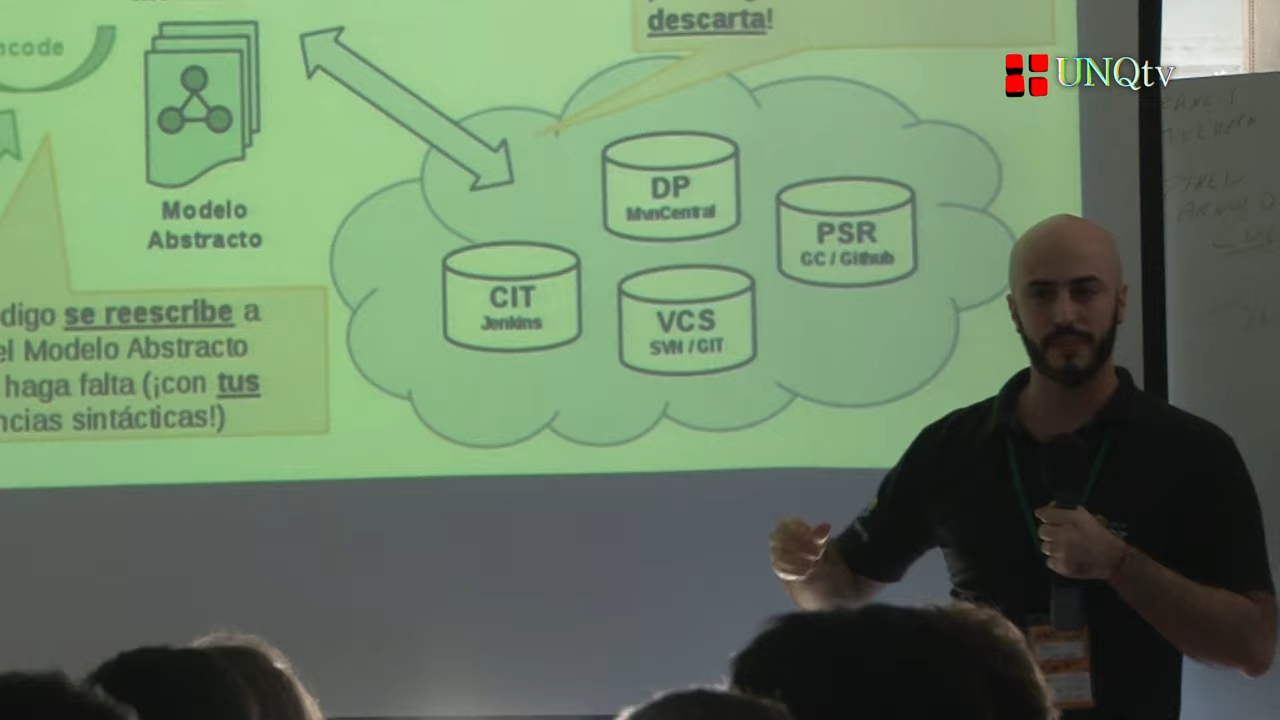 descarta!
ncode
UNQtv
Modelo
Abstracto
DP
MvnCentral
PSR
GC / Github
CIT
Jenkins
VCS
SVN / GIT
digo se reescribe a
el Modelo Abstracto
haga falta (¡con tus
ncias sintácticas!)